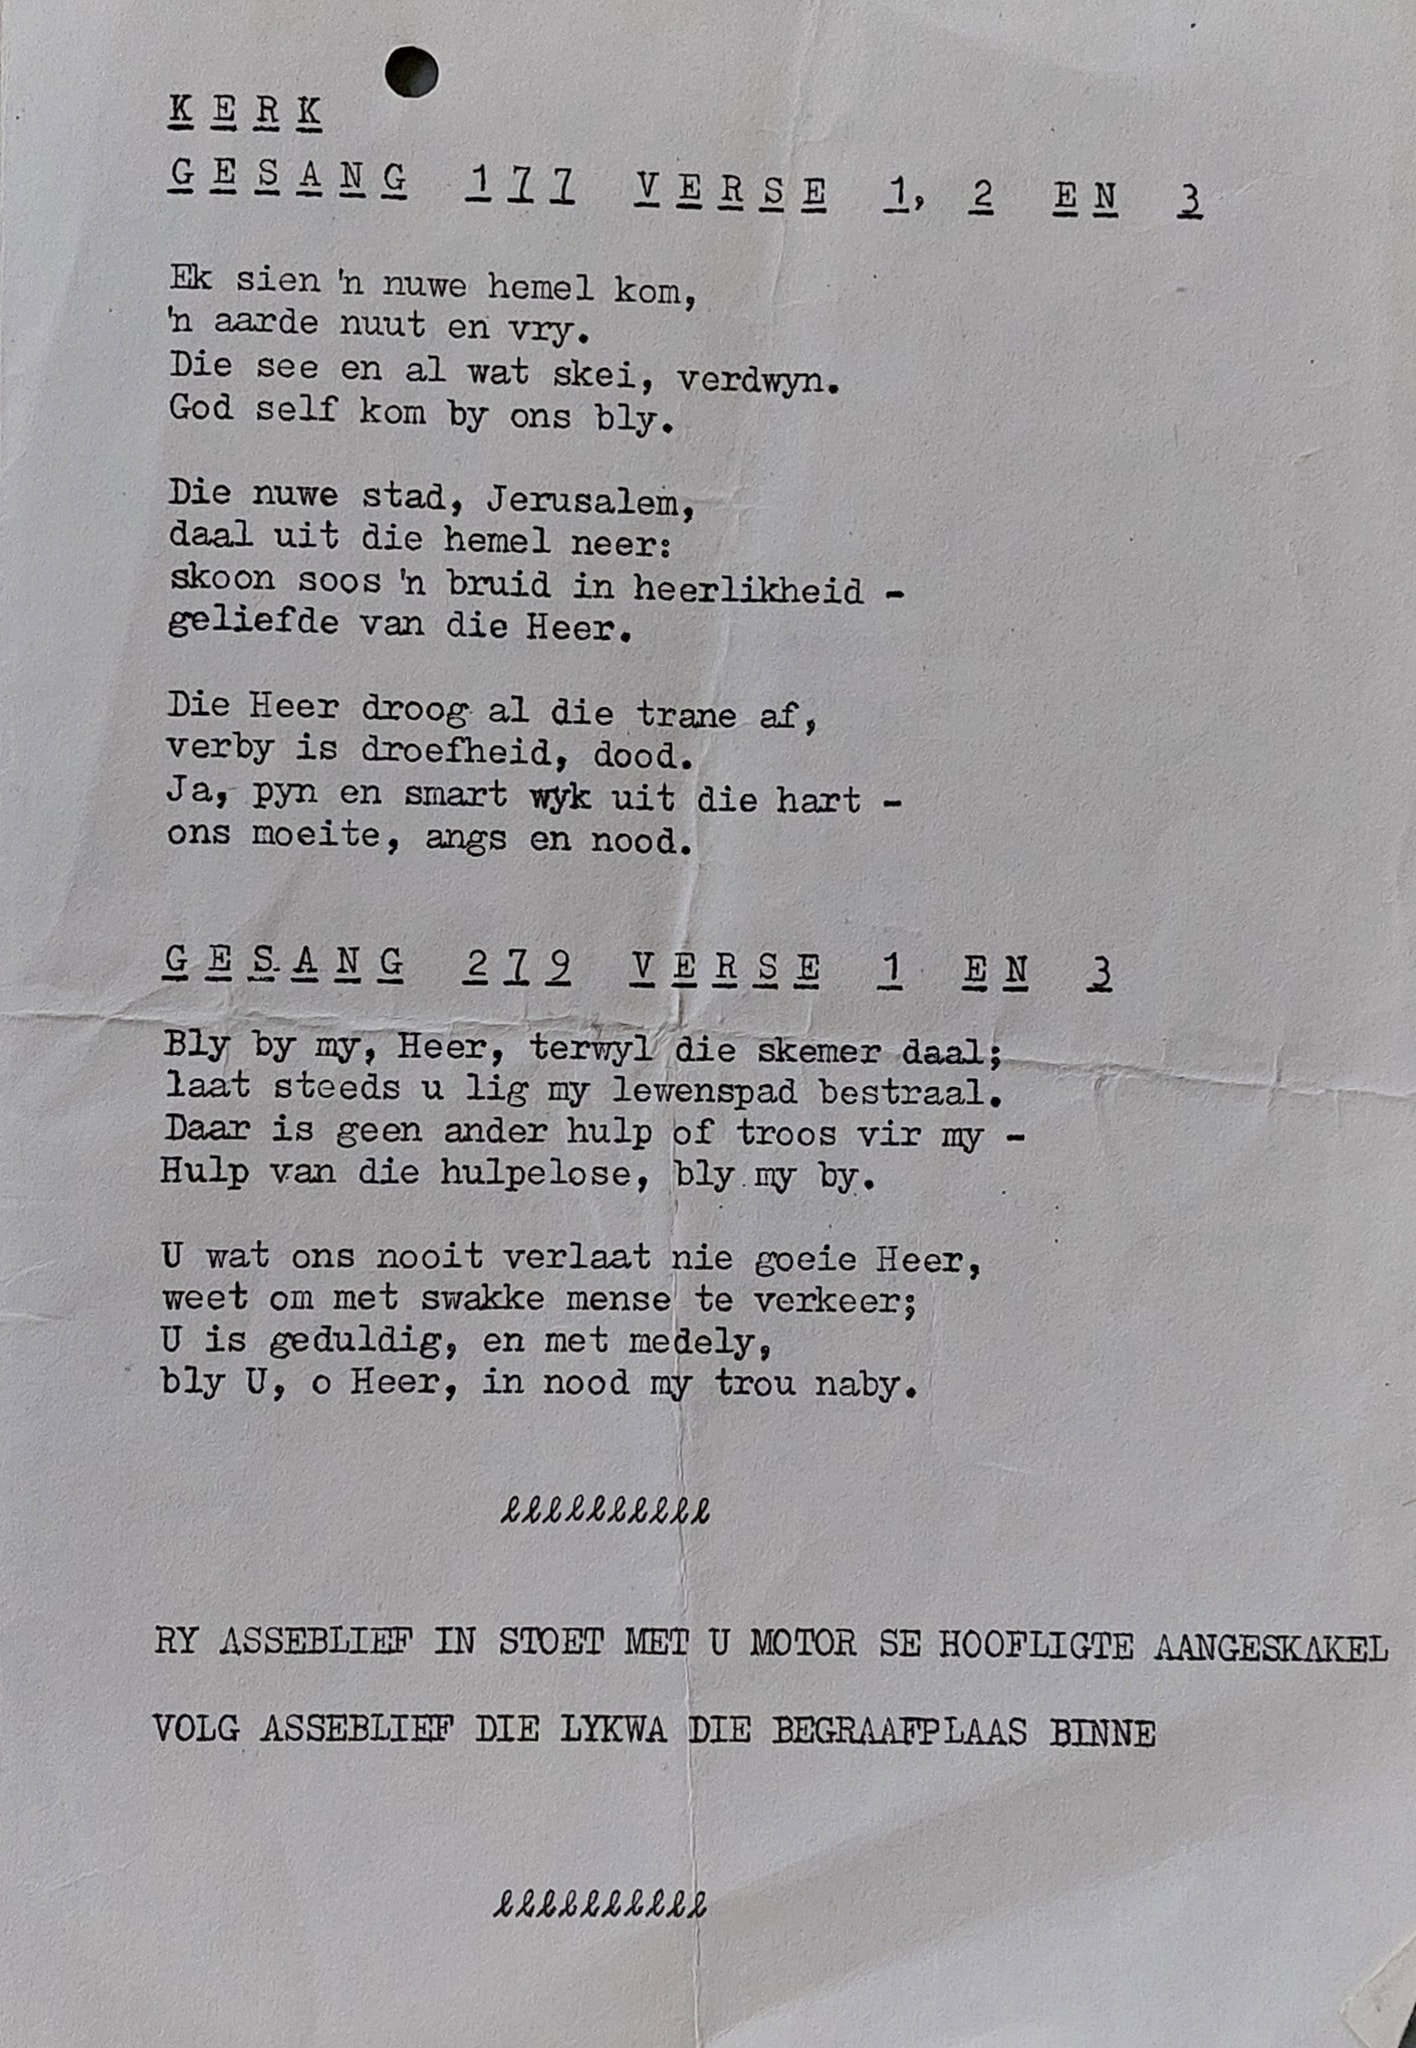 KERK
GESANG 177 VERSE 1, 2 EN 3
Ek sien 'n nuwe hemel kom,
'n aarde nuut en vry.
Die see en al wat skei, verdwyn.
God self kom by ons bly.
Die nuwe stad, Jerusalem,
daal uit die hemel neer:
skoon soos 'n bruid in heerlikheid -
geliefde van die Heer.
Die Heer droog al die trane af,
verby is droefheid, dood.
Ja, pyn en smart wyk uit die hart -
ons moeite, angs en nood.
GESANG 279 VERSE 1 EN 3
Bly by my, Heer, terwyl die skemer daal;
laat steeds u lig my lewenspad bestraal.
Daar is geen ander hulp of troos vir my -
Hulp van die hulpelose, bly my by.
U wat ons nooit verlaat nie goeie Heer,
weet om met swakke mense te verkeer;
U is geduldig, en met medely,
bly U, o Heer, in nood my trou naby.
ℓℓℓℓℓℓℓℓℓℓ
RY ASSEBLIEF IN STOET MET U MOTOR SE HOOFLIGTE AANGESKAKEL
VOLG ASSEBLIEF DIE LYKWA DIE BEGRAAFPLAAS BINNE
ℓℓℓℓℓℓℓℓℓℓ